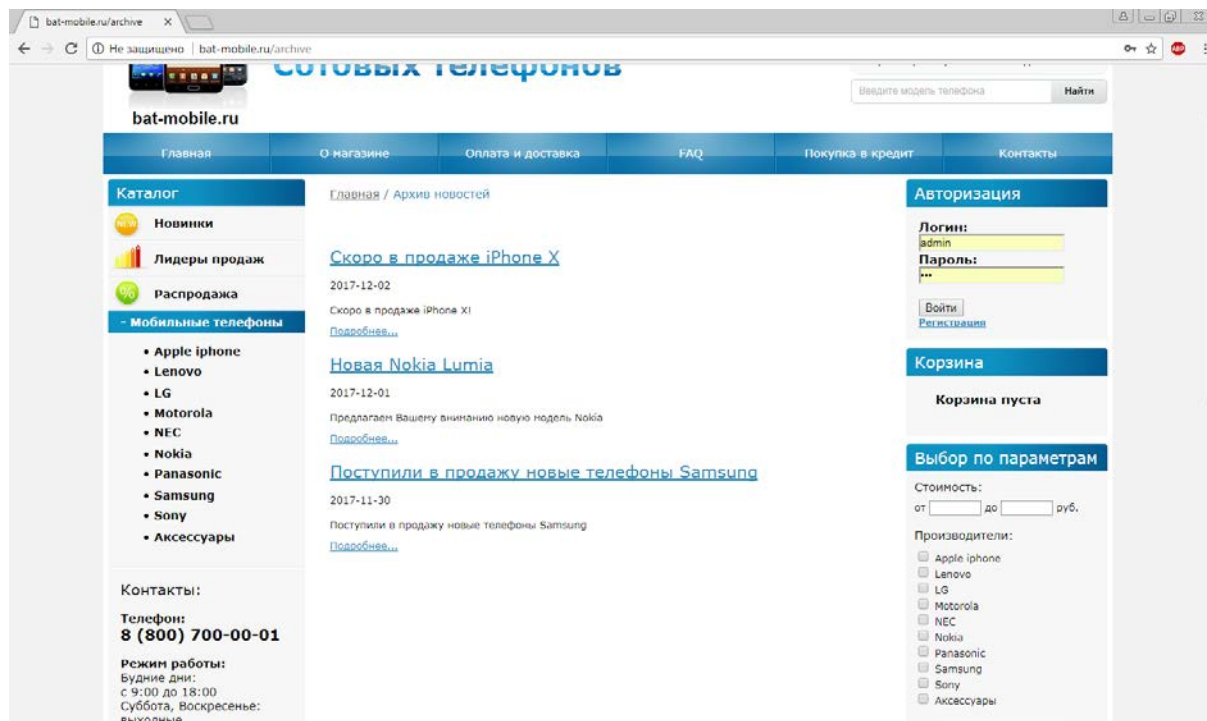 bat-mobile.ru/archive
Не защищено | bat-mobile.ru/archive
ABP
сотовых телефонов
Введите модель телефона
Найти
bat-mobile.ru
Главная
О магазине
Оплата и доставка
FAQ
Покупка в кредит
Контакты
Каталог
NEW
Новинки
Лидеры продаж
%
Распродажа
- Мобильные телефоны
• Apple iphone
• Lenovo
• LG
• Motorola
• NEC
• Nokia
• Panasonic
• Samsung
• Sony
• Аксессуары
Контакты:
Телефон:
8 (800) 700-00-01
Режим работы:
Будние дни:
с 9:00 до 18:00
Суббота, Воскресенье:
выходные
Главная / Архив новостей
Скоро в продаже iPhone X
2017-12-02
Скоро в продаже iPhone X!
Подробнее...
Новая Nokia Lumia
2017-12-01
Предлагаем Вашему вниманию новую модель Nokia
Подробнее...
Поступили в продажу новые телефоны Samsung
2017-11-30
Поступили в продажу новые телефоны Samsung
Подробнее...
Авторизация
Логин:
admin
Пароль:
•••
Войти
Регистрация
Корзина
Корзина пуста
Выбор по параметрам
Стоимость:
от до руб.
Производители:
Apple iphone
Lenovo
LG
Motorola
NEC
Nokia
Panasonic
Samsung
Sony
Аксессуары